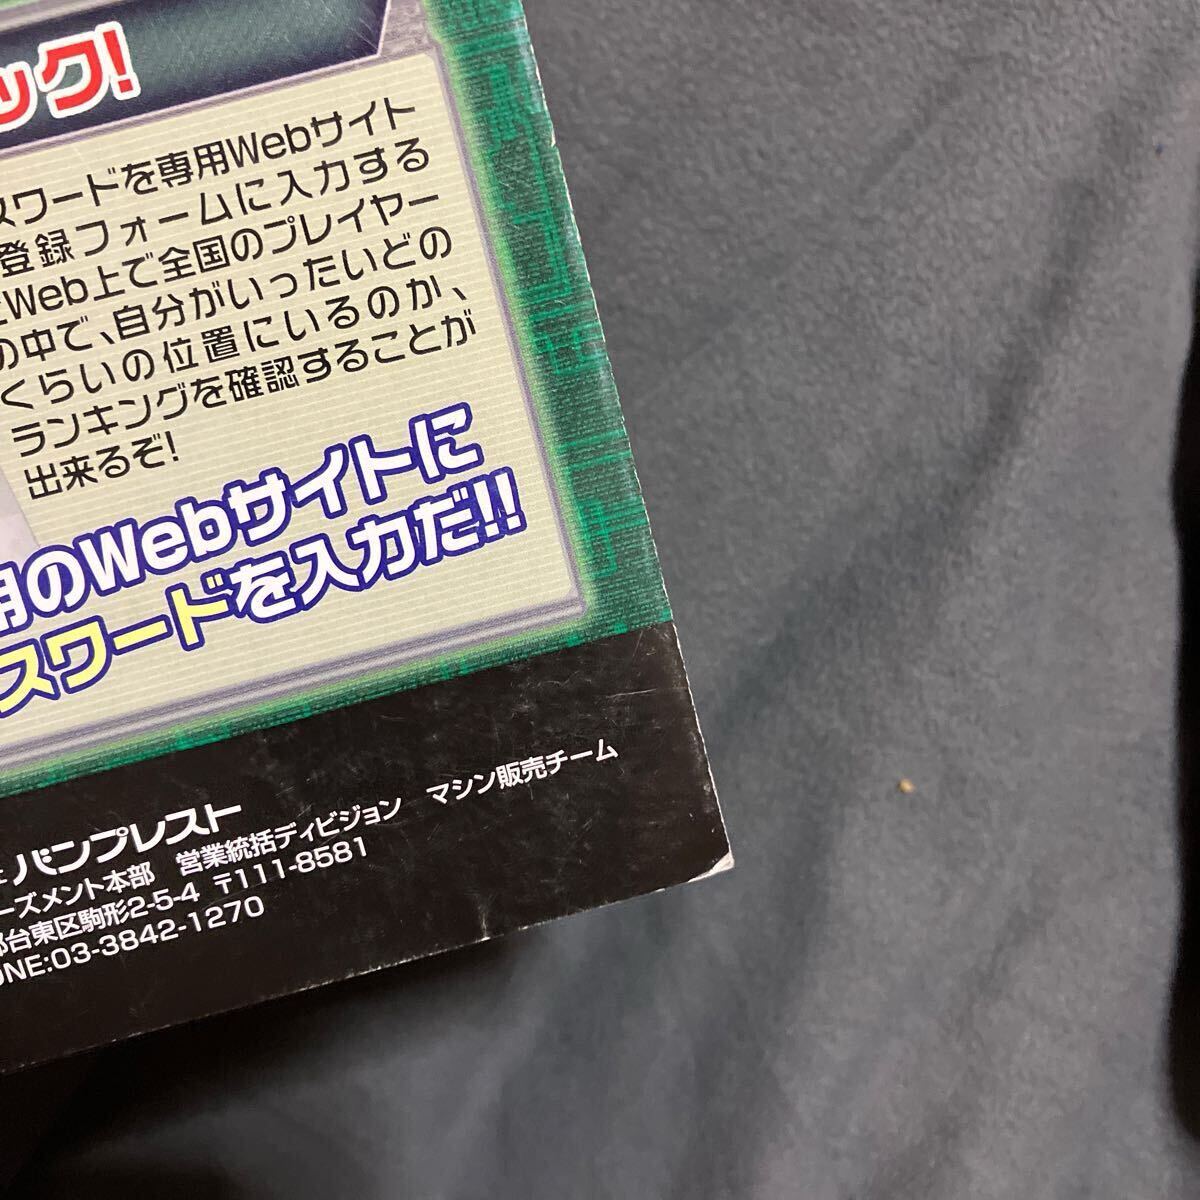 ック!
スワードを専用Webサイト
登録フォームに入力する
Web上で全国のプレイヤー
の中で、自分がいったいどの
くらいの位置にいるのか、
ランキングを確認することが
出来るぞ!
用のWebサイトに
スワードを入力だ!!
バンプレスト
ーズメント本部 営業統括ディビジョン マシン販売チーム
都台東区駒形2-5-4 〒111-8581
ONE:03-3842-1270